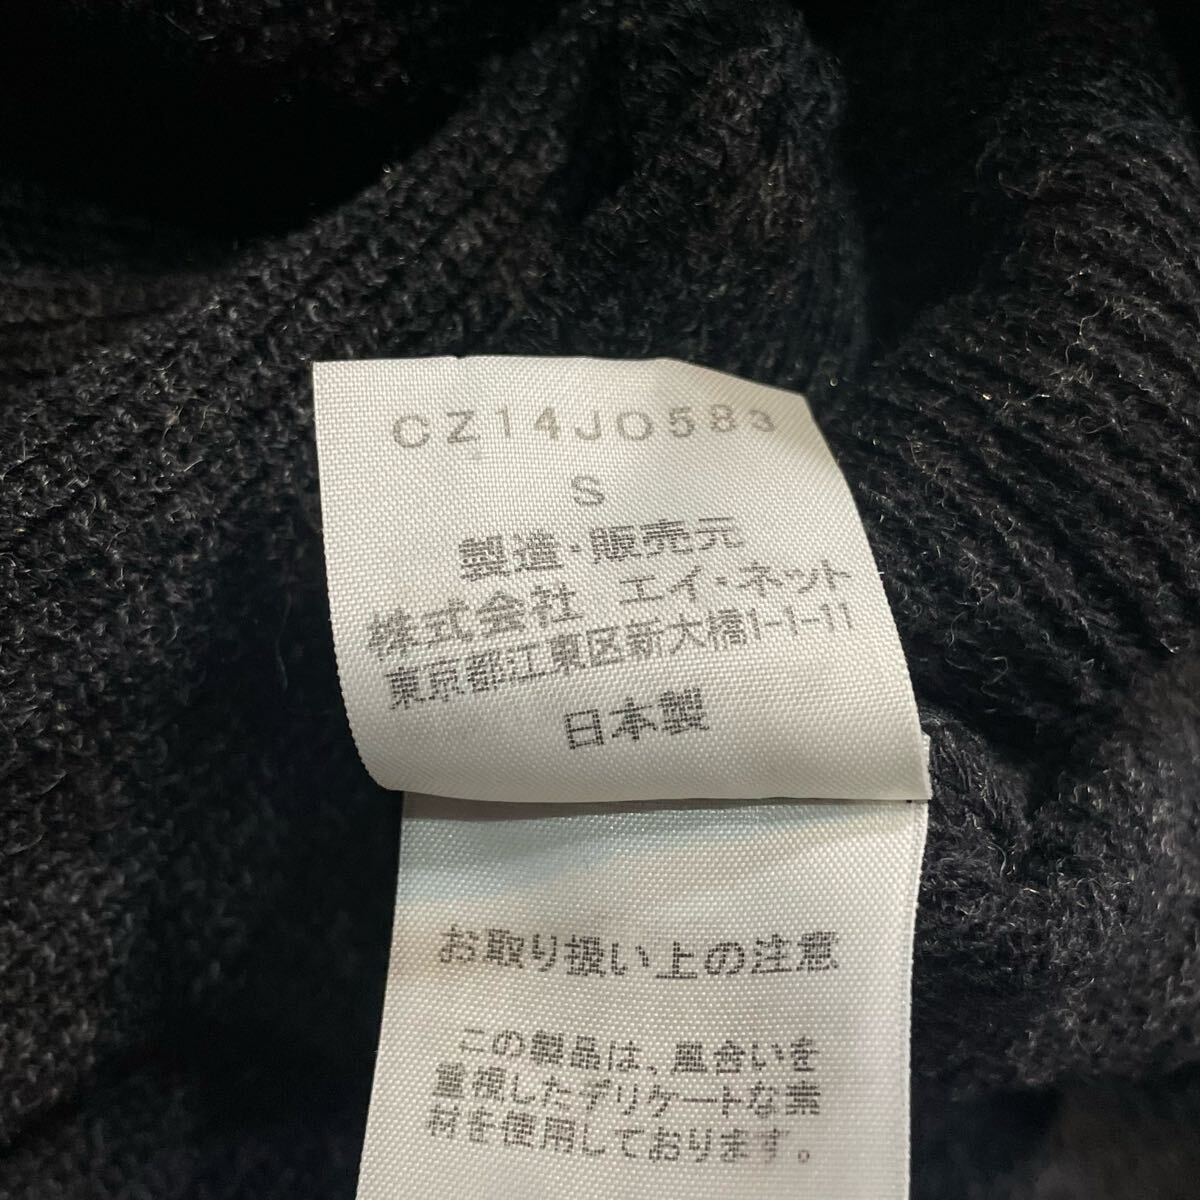 CZ14JO583
S
製造・販売元
株式会社 エイ・ネット
東京都江東区新大橋1-1-11
日本製
お取り扱い上の注意
この製品は、風合いを
重視したデリケートな素
材を使用しております。